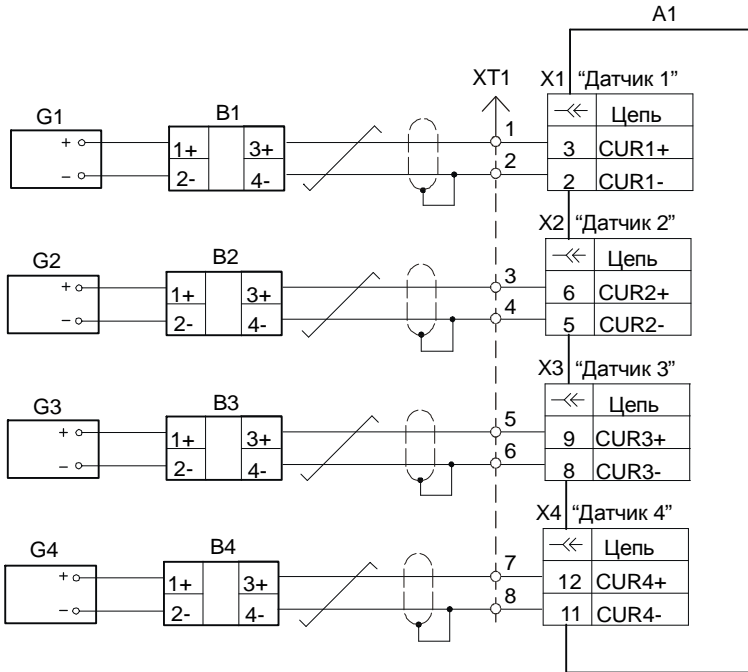 A1
XT1
X1 “Датчик 1”
G1
B1
1
Цепь
+
1+ 3+
3 CUR1+
2
−
2- 4-
2 CUR1-
X2 “Датчик 2”
G2
B2
3
Цепь
+
1+ 3+
6 CUR2+
4
−
2- 4-
5 CUR2-
X3 “Датчик 3”
G3
B3
5
Цепь
+
1+ 3+
9 CUR3+
6
−
2- 4-
8 CUR3-
X4 “Датчик 4”
G4
B4
7
Цепь
+
1+ 3+
12 CUR4+
8
−
2- 4-
11 CUR4-